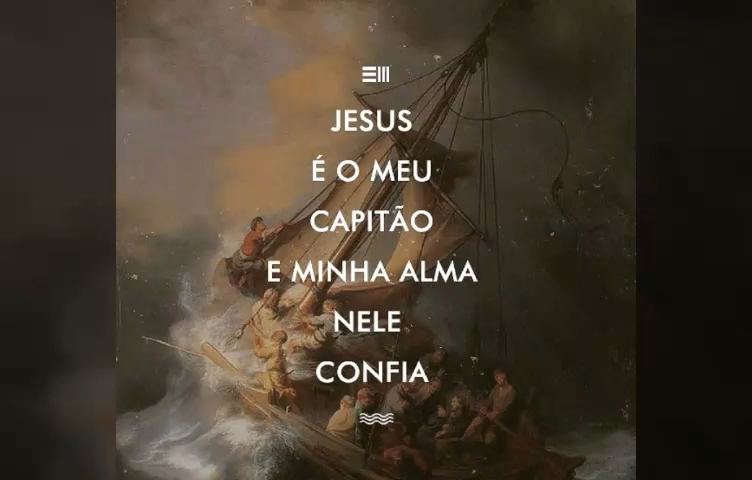 JESUS
É O MEU
CAPITÃO
E MINHA ALMA
NELE
CONFIA